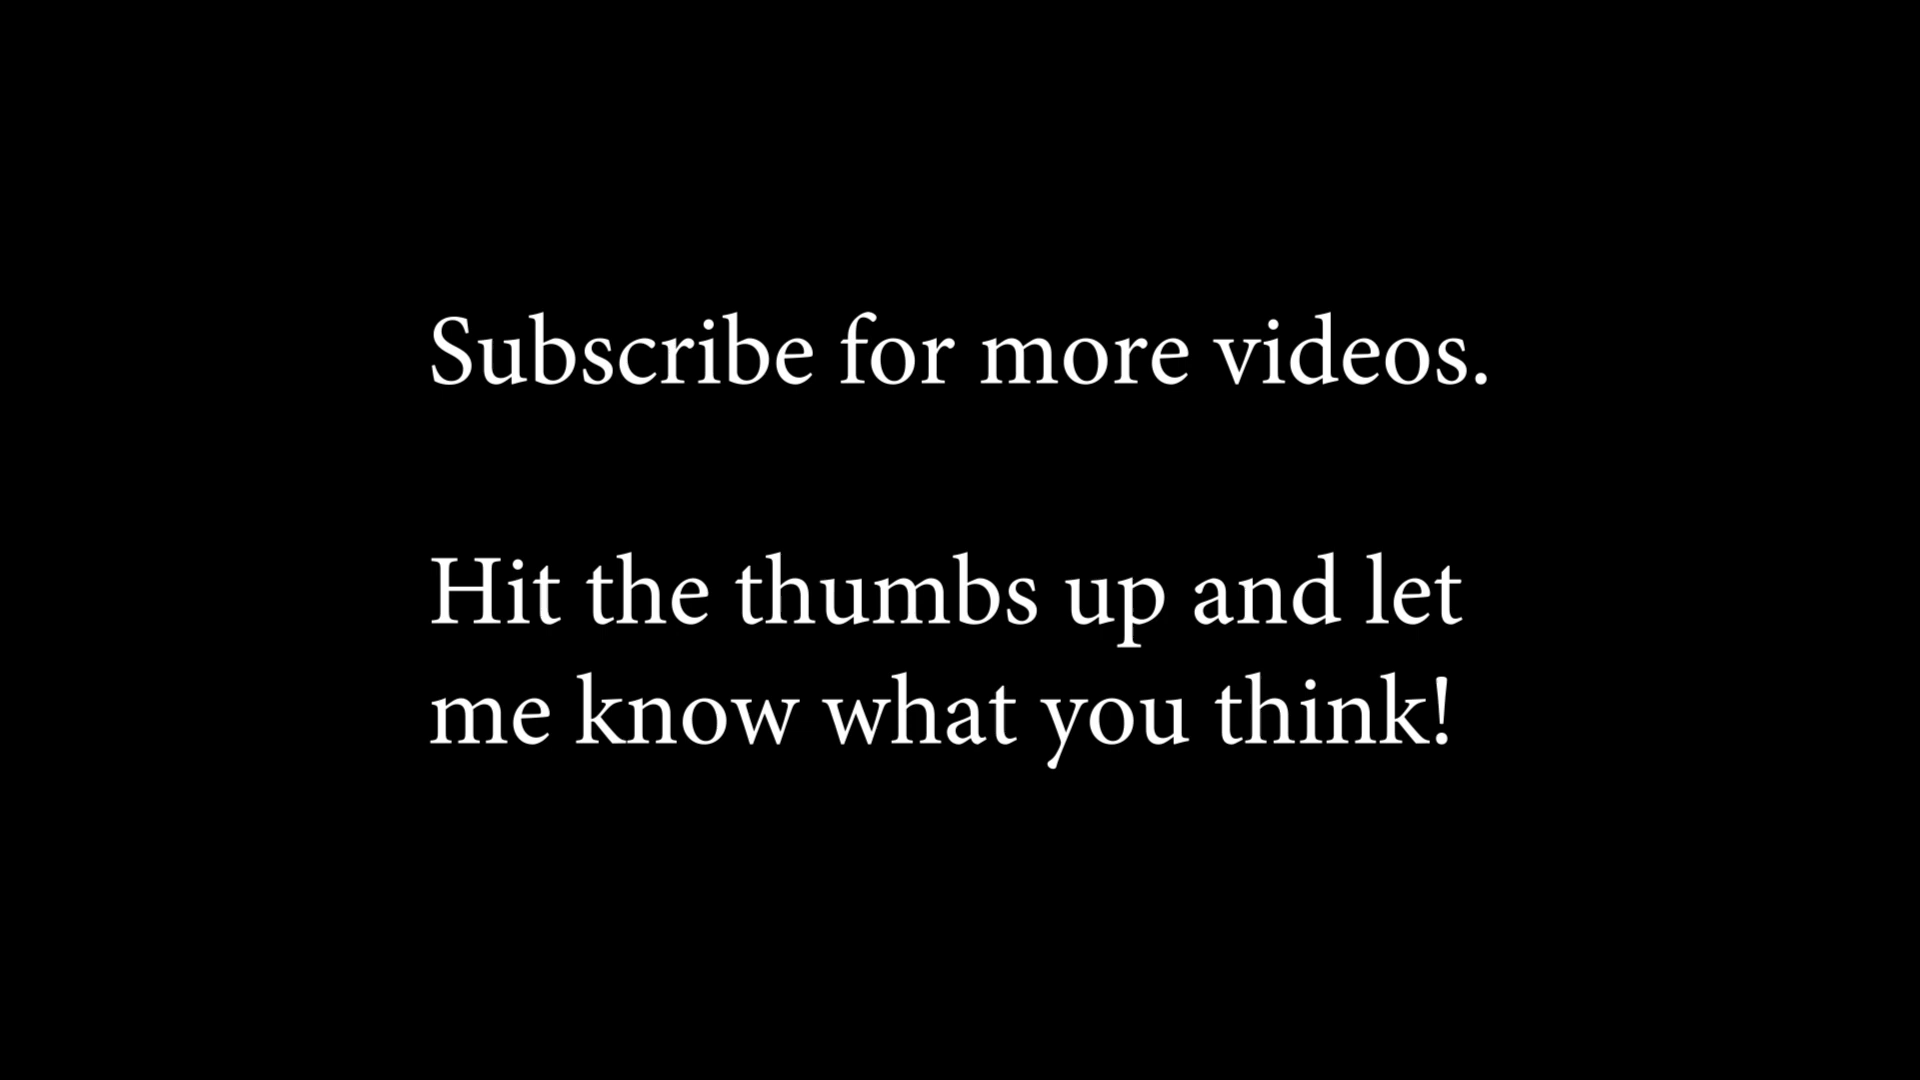 Subscribe for more videos.
Hit the thumbs up and let
me know what you think!